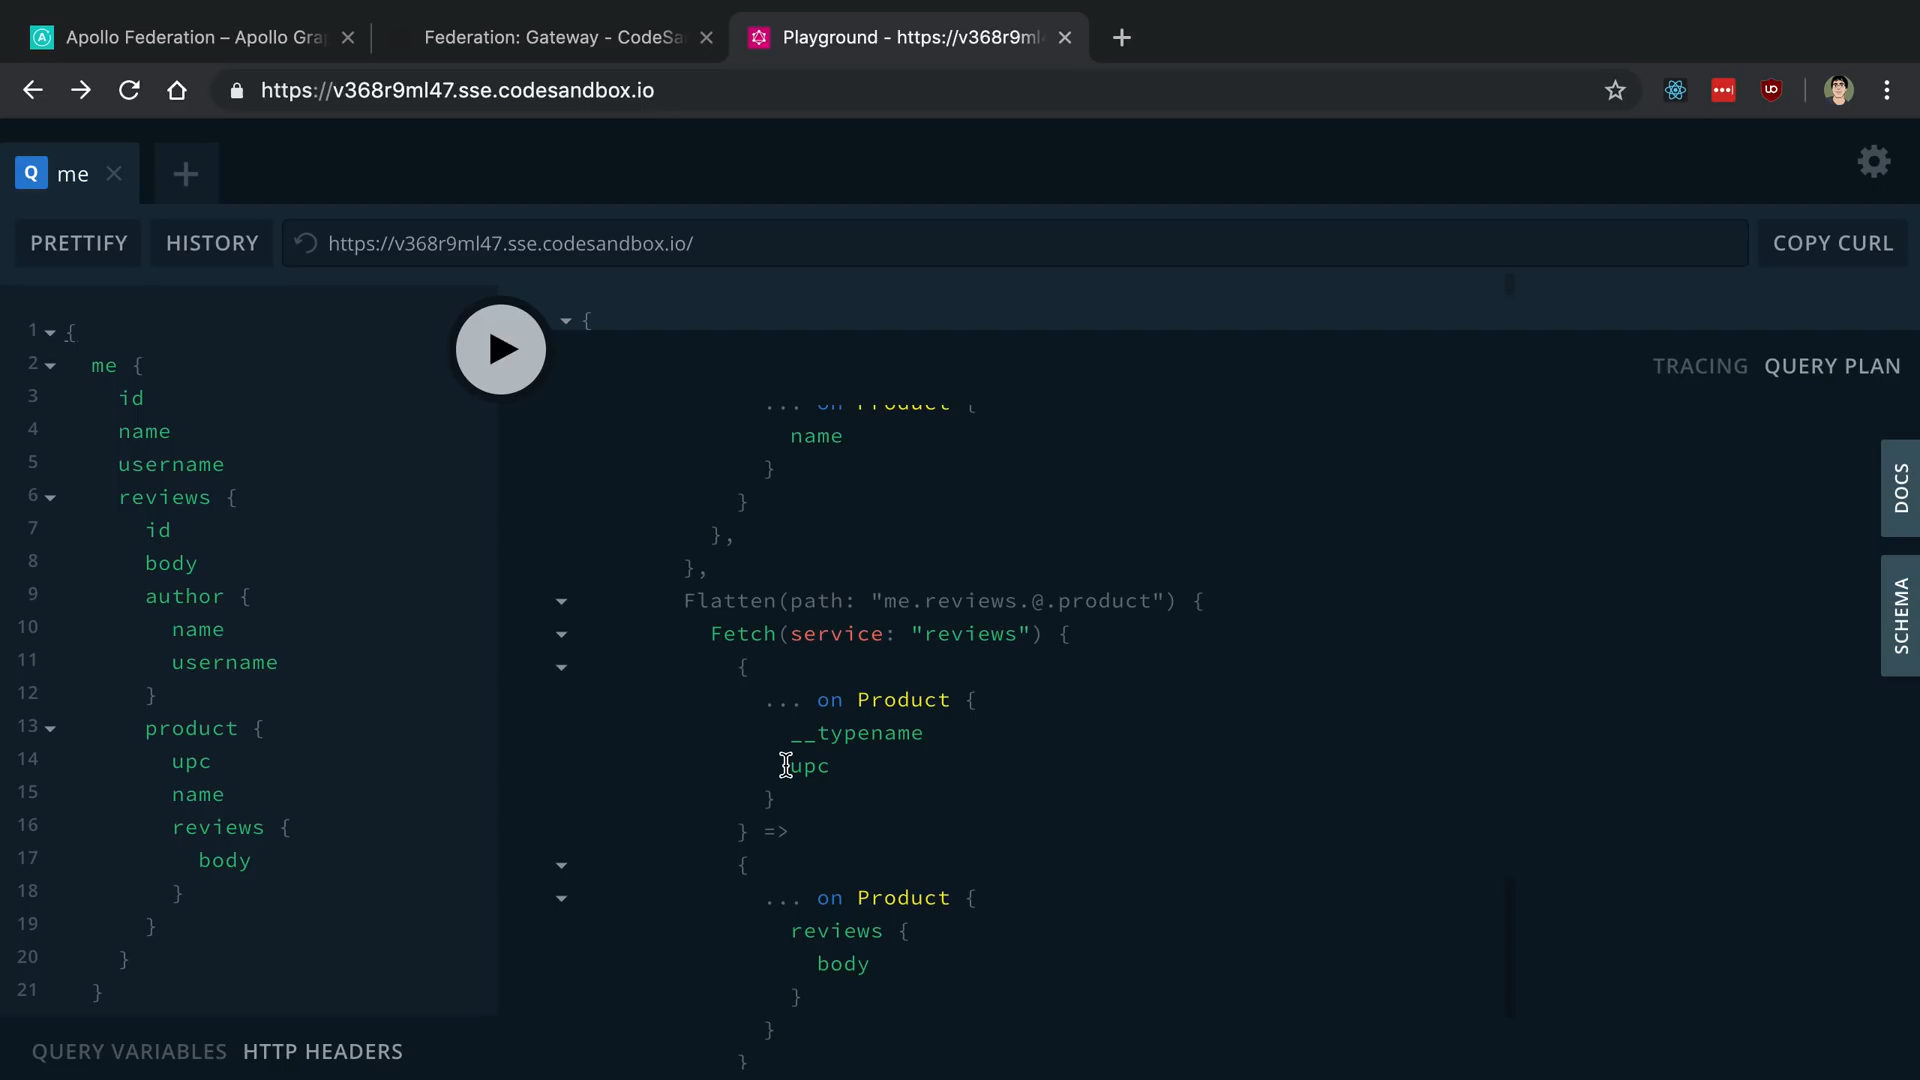 Apollo Federation – Apollo Gra
Federation: Gateway - CodeSa
Playground - https://v368r9ml
https://v368r9ml47.sse.codesandbox.io
Q me
PRETTIFY
HISTORY
https://v368r9ml47.sse.codesandbox.io/
COPY CURL
1 {
2 me {
3 id
4 name
5 username
6 reviews {
7 id
8 body
9 author {
10 name
11 username
12 }
13 product {
14 upc
15 name
16 reviews {
17 body
18 }
19 }
20 }
21 }
{
TRACING QUERY PLAN
... on Product {
name
}
}
},
},
Flatten(path: "me.reviews.@.product") {
Fetch(service: "reviews") {
{
... on Product {
__typename
upc
}
} =>
{
... on Product {
reviews {
body
}
}
}
DOCS
SCHEMA
QUERY VARIABLES HTTP HEADERS